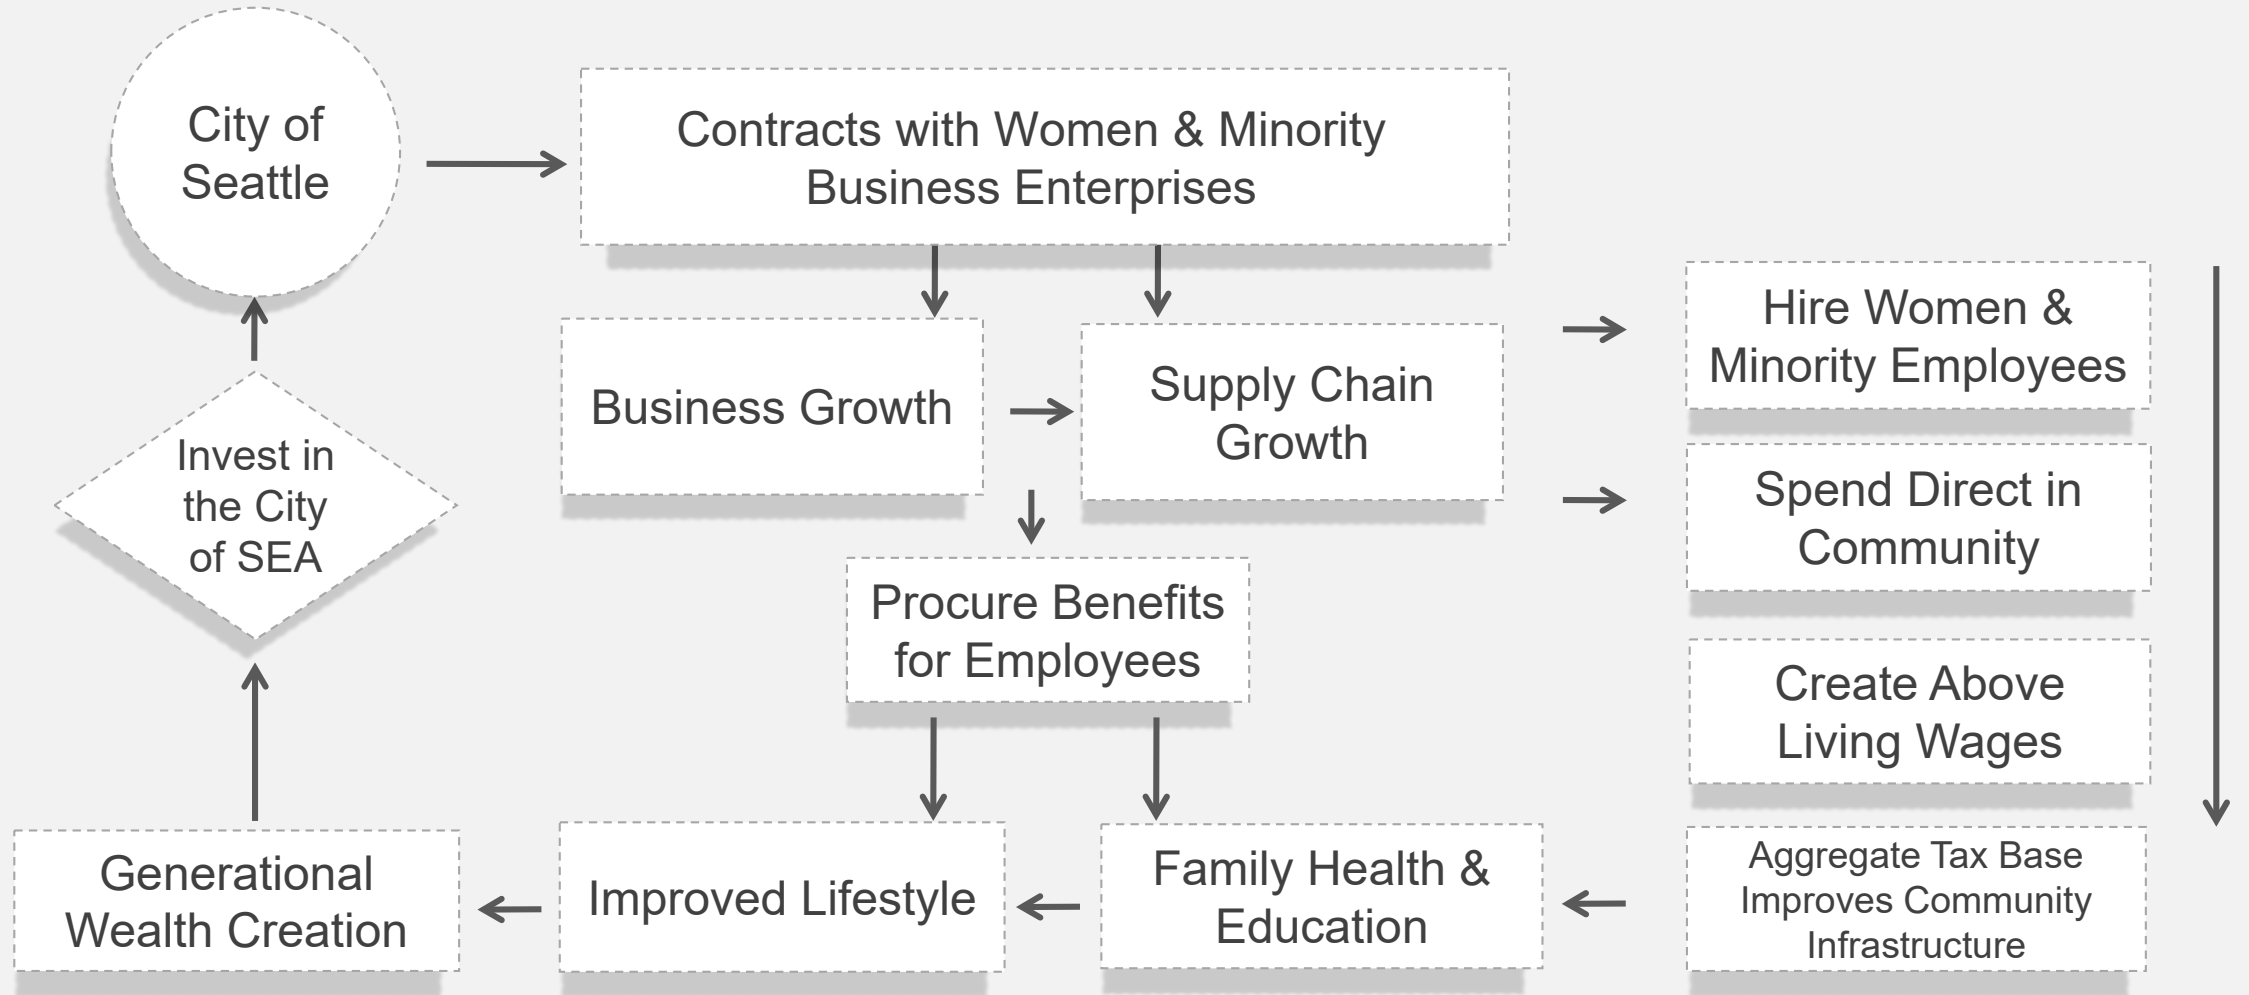 City of
Seattle
Contracts with Women & Minority
Business Enterprises
Hire Women &
Minority Employees
Business Growth
Supply Chain
Growth
Invest in
the City
of SEA
Spend Direct in
Community
Procure Benefits
for Employees
Create Above
Living Wages
Generational
Wealth Creation
Improved Lifestyle
Family Health &
Education
Aggregate Tax Base
Improves Community
Infrastructure